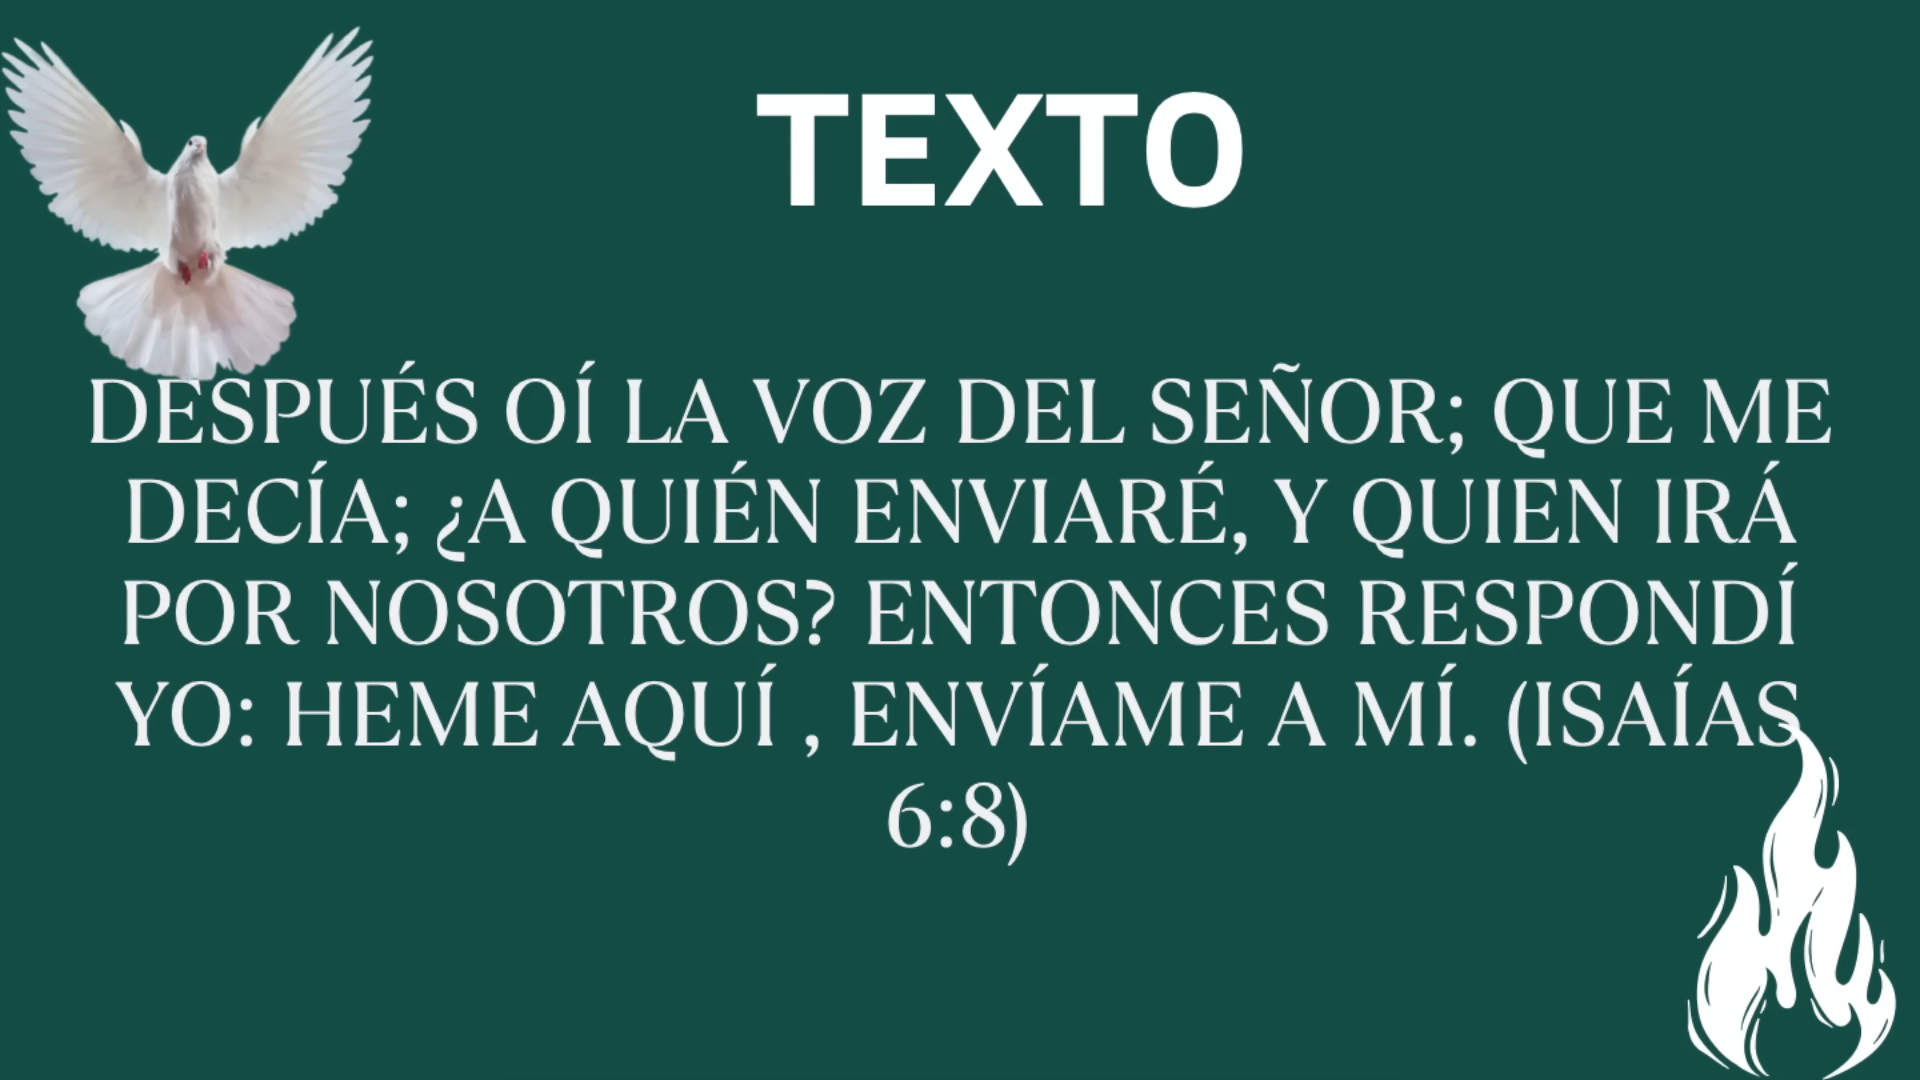 TEXTO
DESPUÉS OÍ LA VOZ DEL SEÑOR; QUE ME
DECÍA; ¿A QUIÉN ENVIARÉ, Y QUIEN IRÁ
POR NOSOTROS? ENTONCES RESPONDÍ
YO: HEME AQUÍ , ENVÍAME A MÍ. (ISAÍAS
6:8)